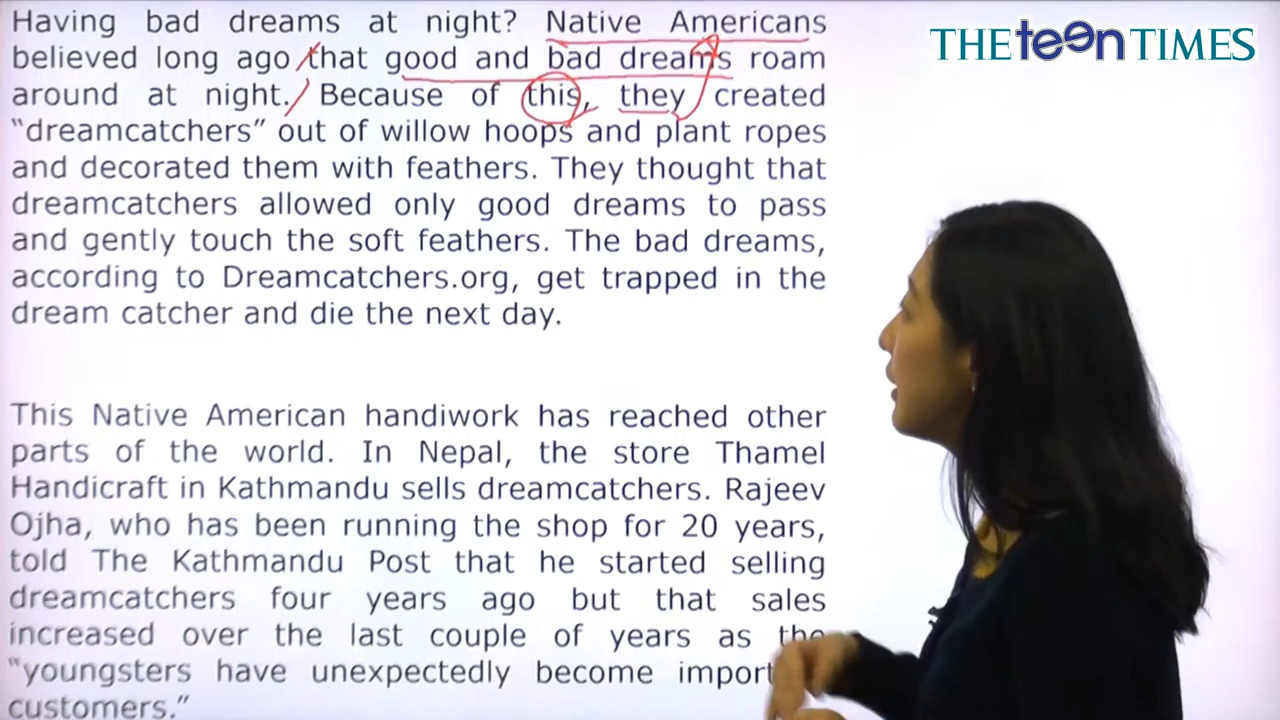 Having bad dreams at night? Native Americans
believed long ago that good and bad dreams roam
around at night. Because of this, they created
"dreamcatchers" out of willow hoops and plant ropes
and decorated them with feathers. They thought that
dreamcatchers allowed only good dreams to pass
and gently touch the soft feathers. The bad dreams,
according to Dreamcatchers.org, get trapped in the
dream catcher and die the next day.
This Native American handiwork has reached other
parts of the world. In Nepal, the store Thamel
Handicraft in Kathmandu sells dreamcatchers. Rajeev
Ojha, who has been running the shop for 20 years,
told The Kathmandu Post that he started selling
dreamcatchers four years ago but that sales
increased over the last couple of years as the
"youngsters have unexpectedly become
customers."
THE teen TIMES